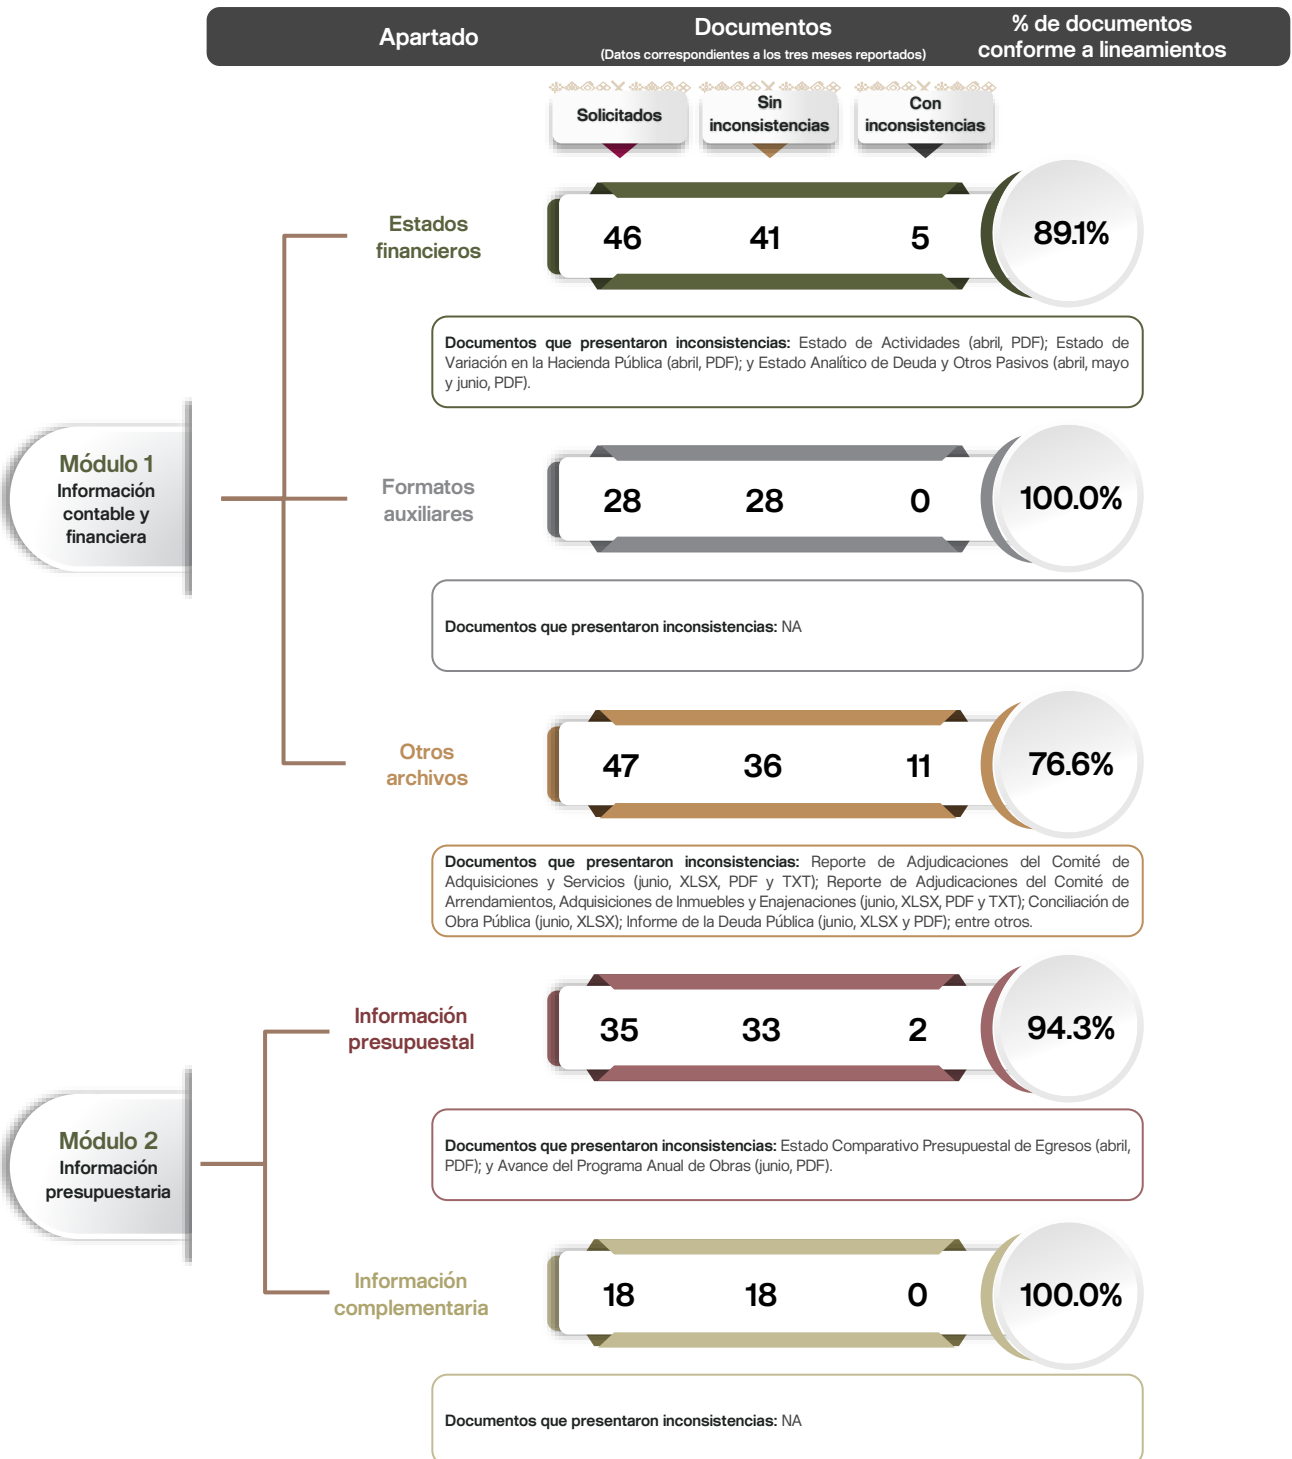 Apartado
Documentos
(Datos correspondientes a los tres meses reportados)
% de documentos
conforme a lineamientos
Solicitados
Sin
inconsistencias
Con
inconsistencias
Módulo 1
Información
contable y
financiera
Estados
financieros
46 41 5 89.1%
Documentos que presentaron inconsistencias: Estado de Actividades (abril, PDF); Estado de
Variación en la Hacienda Pública (abril, PDF); y Estado Analítico de Deuda y Otros Pasivos (abril, mayo
y junio, PDF).
Formatos
auxiliares
28 28 0 100.0%
Documentos que presentaron inconsistencias: NA
Otros
archivos
47 36 11 76.6%
Documentos que presentaron inconsistencias: Reporte de Adjudicaciones del Comité de
Adquisiciones y Servicios (junio, XLSX, PDF y TXT); Reporte de Adjudicaciones del Comité de
Arrendamientos, Adquisiciones de Inmuebles y Enajenaciones (junio, XLSX, PDF y TXT); Conciliación de
Obra Pública (junio, XLSX); Informe de la Deuda Pública (junio, XLSX y PDF); entre otros.
Módulo 2
Información
presupuestaria
Información
presupuestal
35 33 2 94.3%
Documentos que presentaron inconsistencias: Estado Comparativo Presupuestal de Egresos (abril,
PDF); y Avance del Programa Anual de Obras (junio, PDF).
Información
complementaria
18 18 0 100.0%
Documentos que presentaron inconsistencias: NA